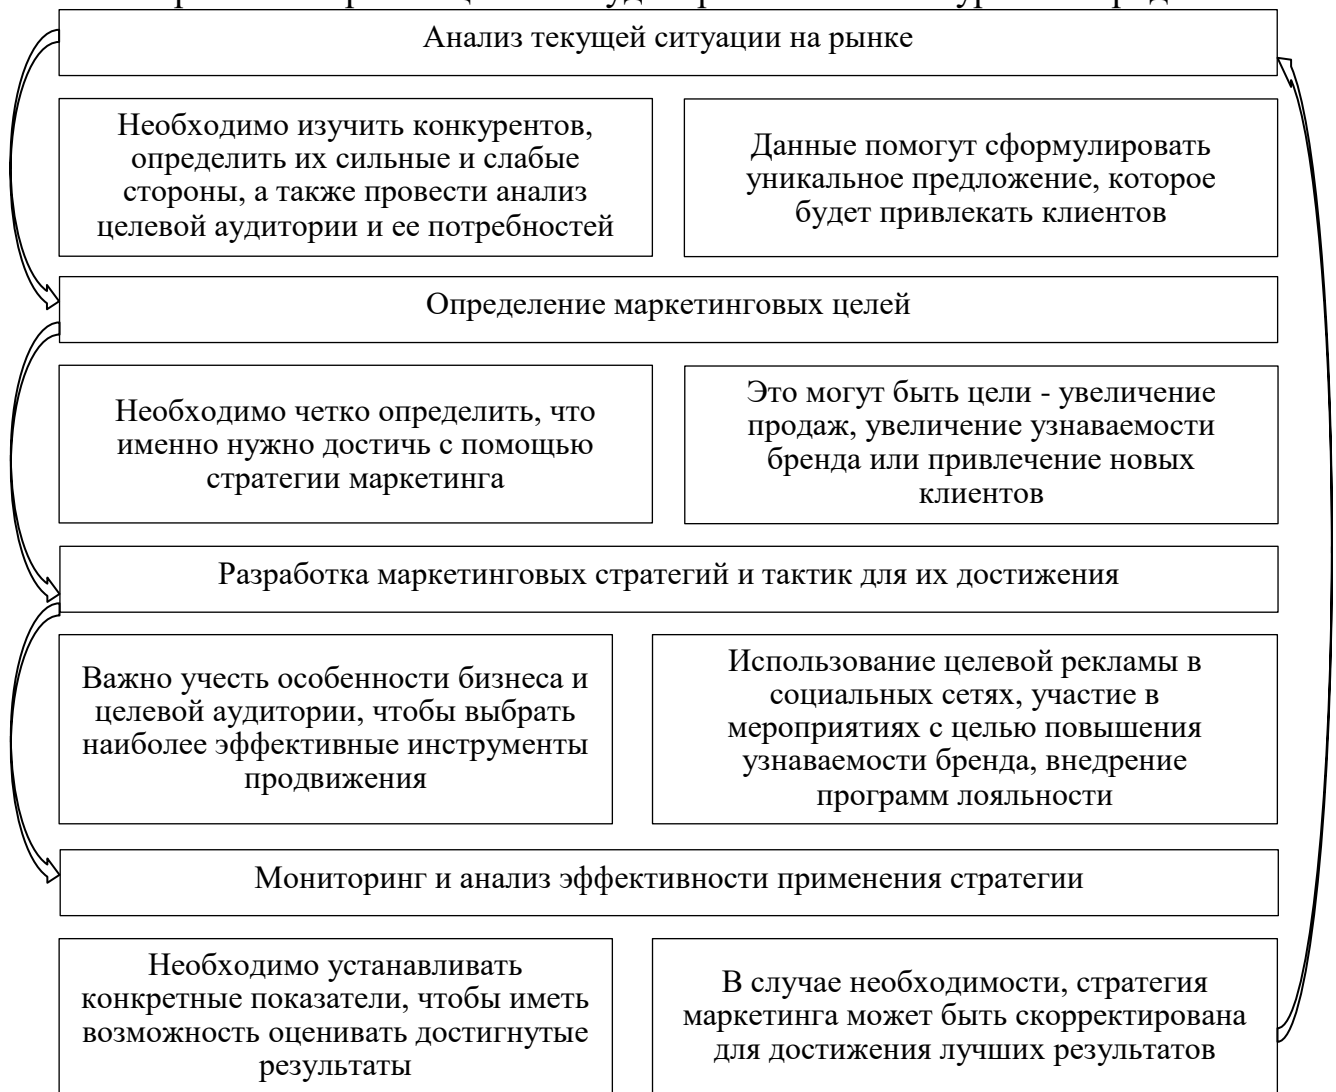 Анализ текущей ситуации на рынке
Необходимо изучить конкурентов,
определить их сильные и слабые
стороны, а также провести анализ
целевой аудитории и ее потребностей
Данные помогут сформулировать
уникальное предложение, которое
будет привлекать клиентов
Определение маркетинговых целей
Необходимо четко определить, что
именно нужно достичь с помощью
стратегии маркетинга
Это могут быть цели - увеличение
продаж, увеличение узнаваемости
бренда или привлечение новых
клиентов
Разработка маркетинговых стратегий и тактик для их достижения
Важно учесть особенности бизнеса и
целевой аудитории, чтобы выбрать
наиболее эффективные инструменты
продвижения
Использование целевой рекламы в
социальных сетях, участие в
мероприятиях с целью повышения
узнаваемости бренда, внедрение
программ лояльности
Мониторинг и анализ эффективности применения стратегии
Необходимо устанавливать
конкретные показатели, чтобы иметь
возможность оценивать достигнутые
результаты
В случае необходимости, стратегия
маркетинга может быть скорректирована
для достижения лучших результатов